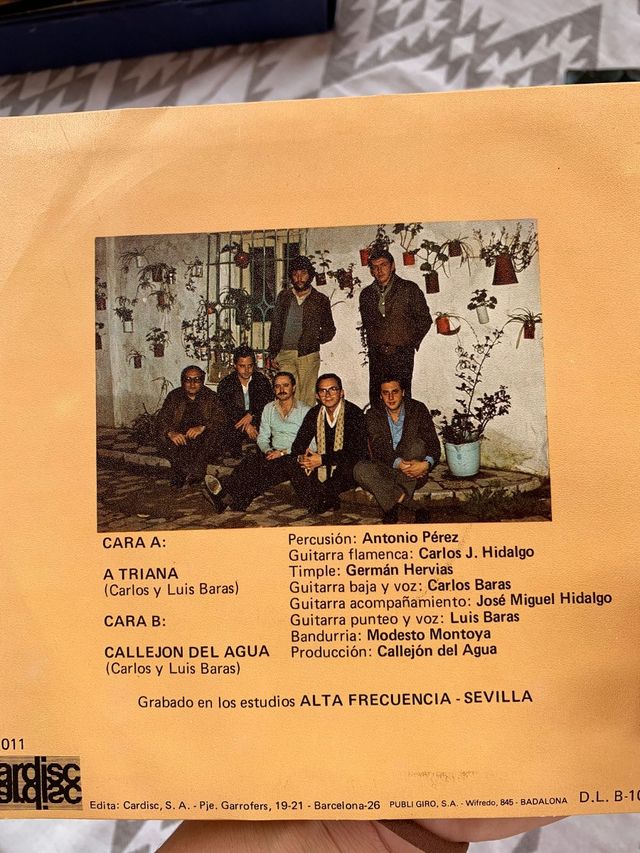 CARA A:
A TRIANA
(Carlos y Luis Baras)
CARA B:
CALLEJON DEL AGUA
(Carlos y Luis Baras)
Percusión: Antonio Pérez
Guitarra flamenca: Carlos J. Hidalgo
Timple: Germán Hervias
Guitarra baja y voz: Carlos Baras
Guitarra acompañamiento: José Miguel Hidalgo
Guitarra punteo y voz: Luis Baras
Bandurria: Modesto Montoya
Producción: Callejón del Agua
Grabado en los estudios ALTA FRECUENCIA - SEVILLA
011
ardisc
Edita: Cardisc, S. A. - Pje. Garrofers, 19-21 - Barcelona-26 PUBLI GIRO, S.A. - Wifredo, 845 - BADALONA D.L. B-10